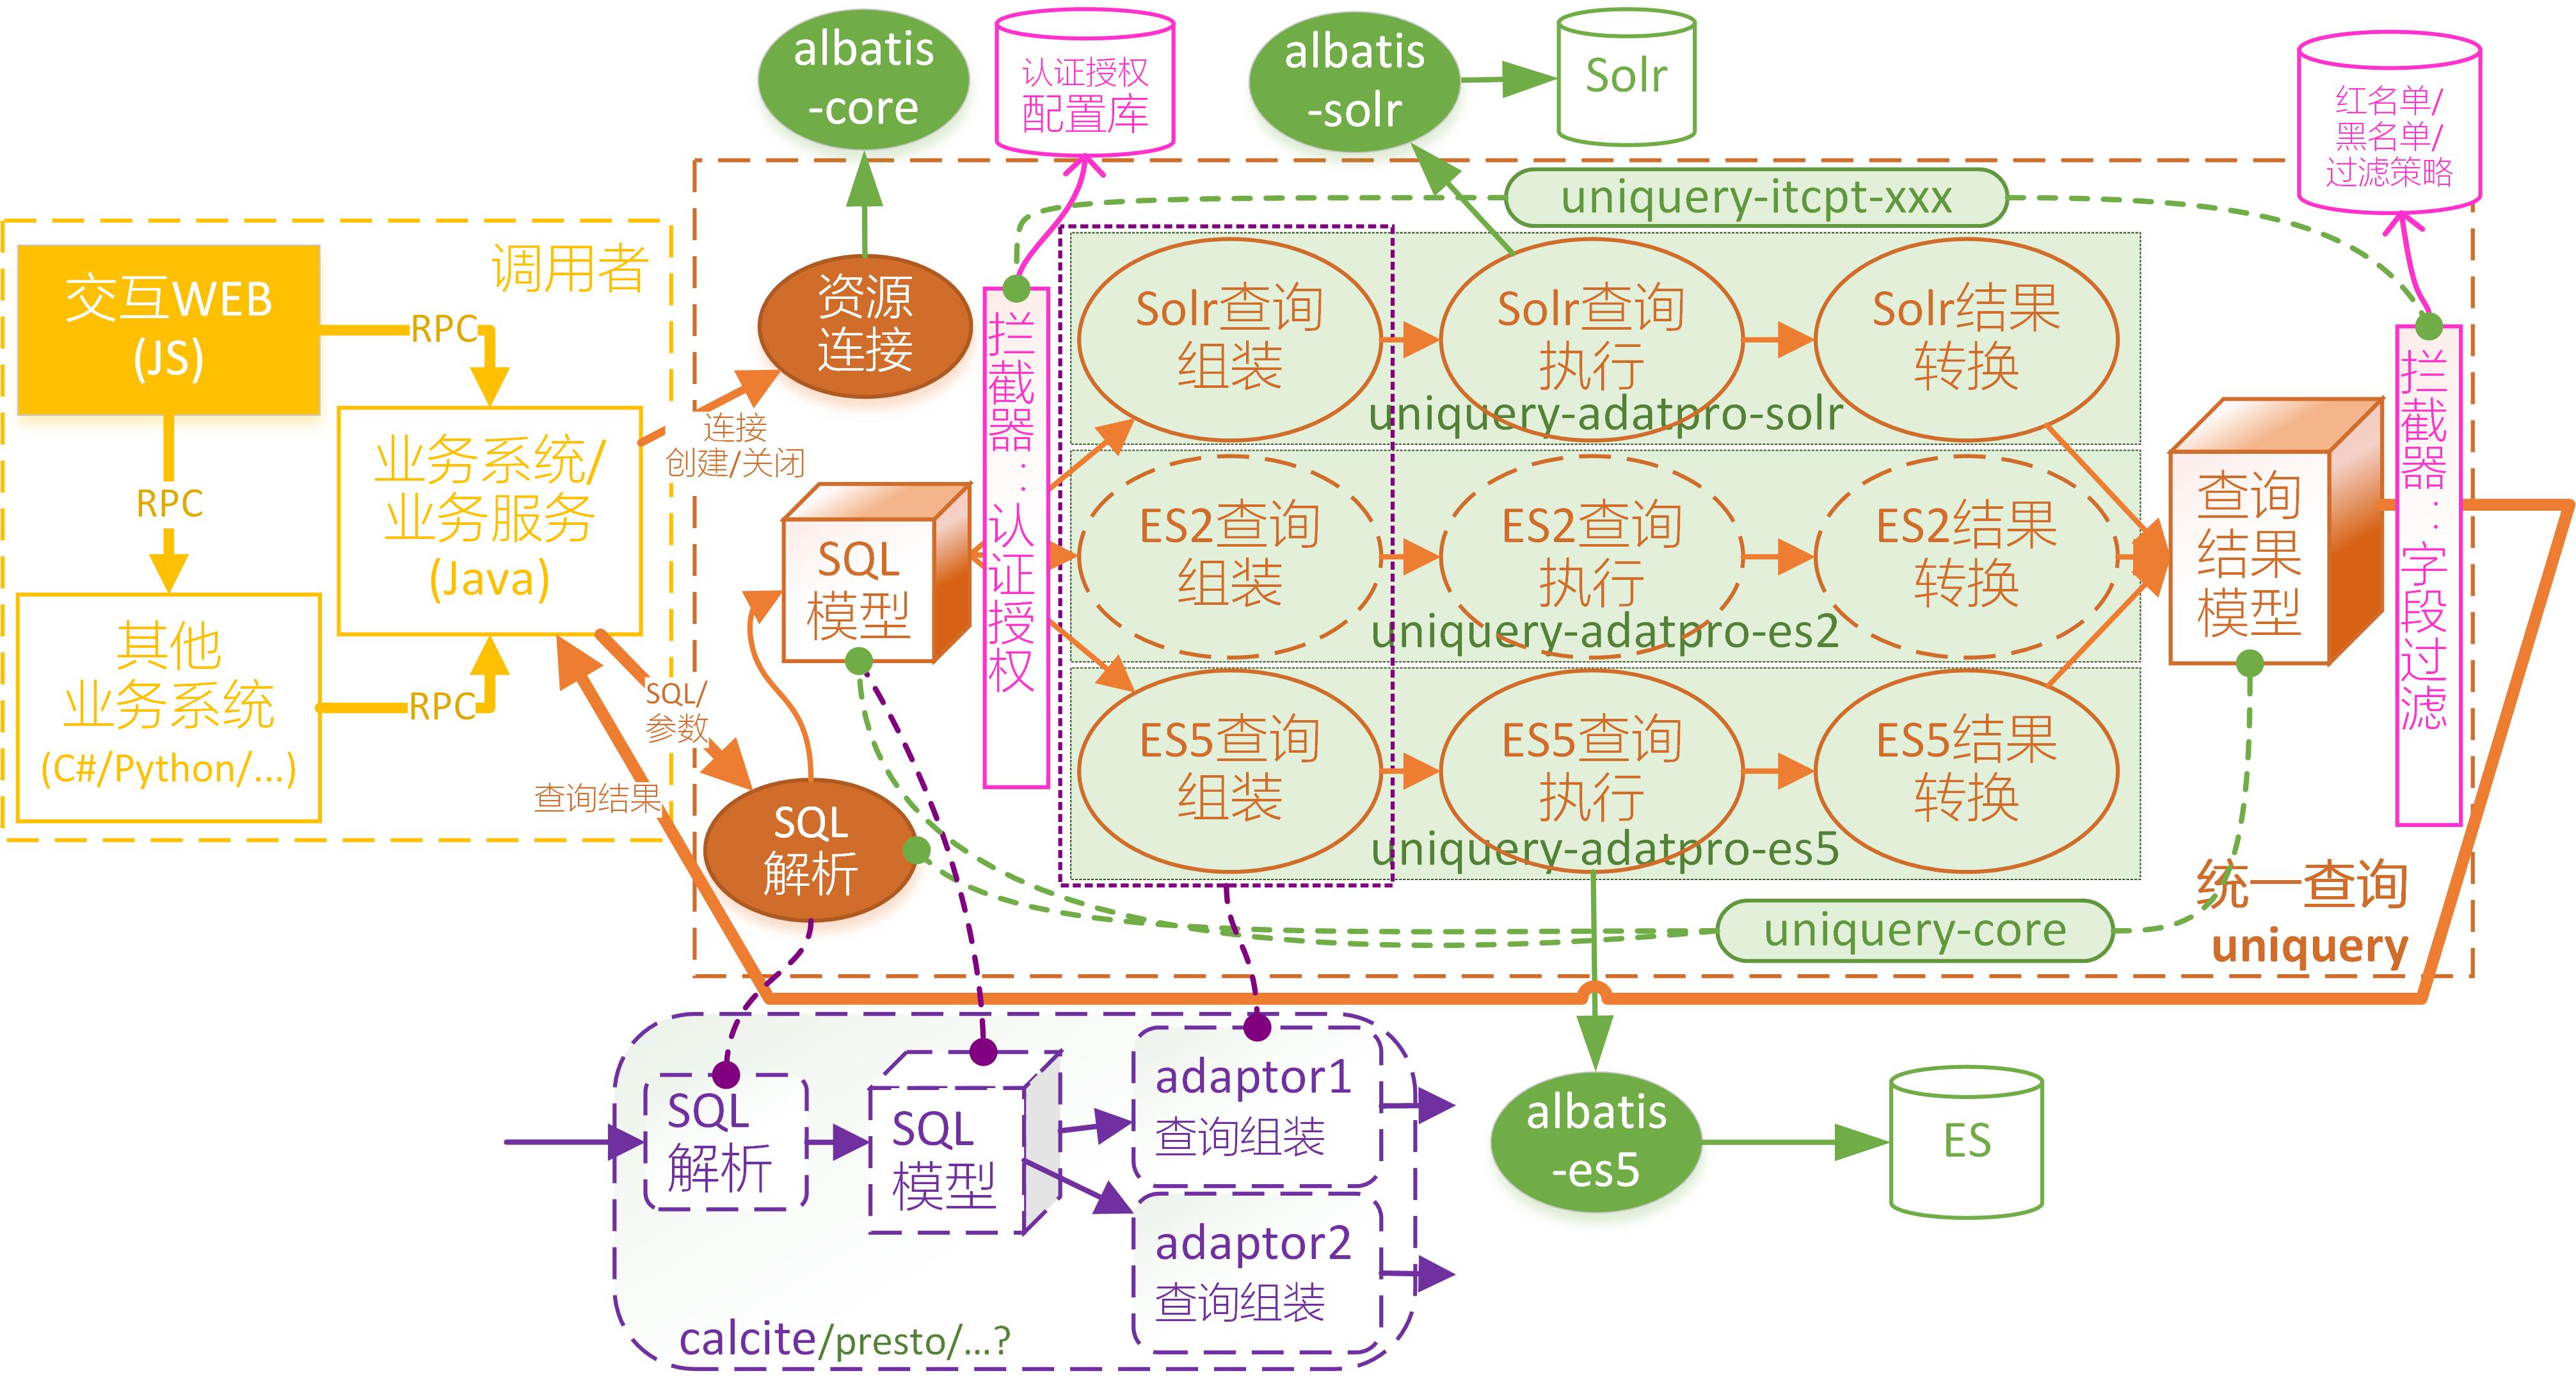 albatis
-core
认证授权
配置库
albatis
-solr
Solr
红名单/
黑名单/
过滤策略
uniquery-itcpt-xxx
调用者
交互WEB
(JS)
RPC
RPC
业务系统/
业务服务
(Java)
其他
业务系统
(C#/Python/...)
RPC
资源
连接
连接
创建/关闭
SQL/
参数
查询结果
SQL
模型
SQL
解析
拦截器：认证授权
Solr查询
组装
Solr查询
执行
Solr结果
转换
uniquery-adatpro-solr
ES2查询
组装
ES2查询
执行
ES2结果
转换
uniquery-adatpro-es2
ES5查询
组装
ES5查询
执行
ES5结果
转换
uniquery-adatpro-es5
查询
结果
模型
拦截器：字段过滤
uniquery-core
统一查询
uniquery
SQL
解析
SQL
模型
adaptor1
查询组装
adaptor2
查询组装
calcite/presto/...?
albatis
-es5
ES